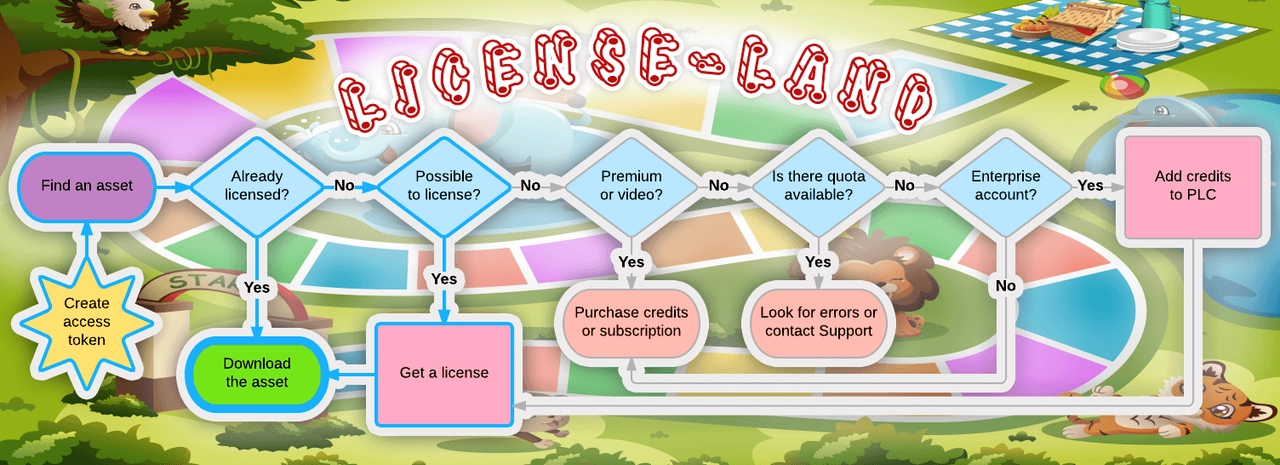 LICENSE-LAND
Find an asset
Already
licensed?
No
Possible
to license?
No
Premium
or video?
No
Is there quota
available?
No
Enterprise
account?
Yes
Add credits
to PLC
Yes
Yes
Yes
Yes
No
STA
Create
access
token
Download
the asset
Get a license
Purchase credits
or subscription
Look for errors or
contact Support